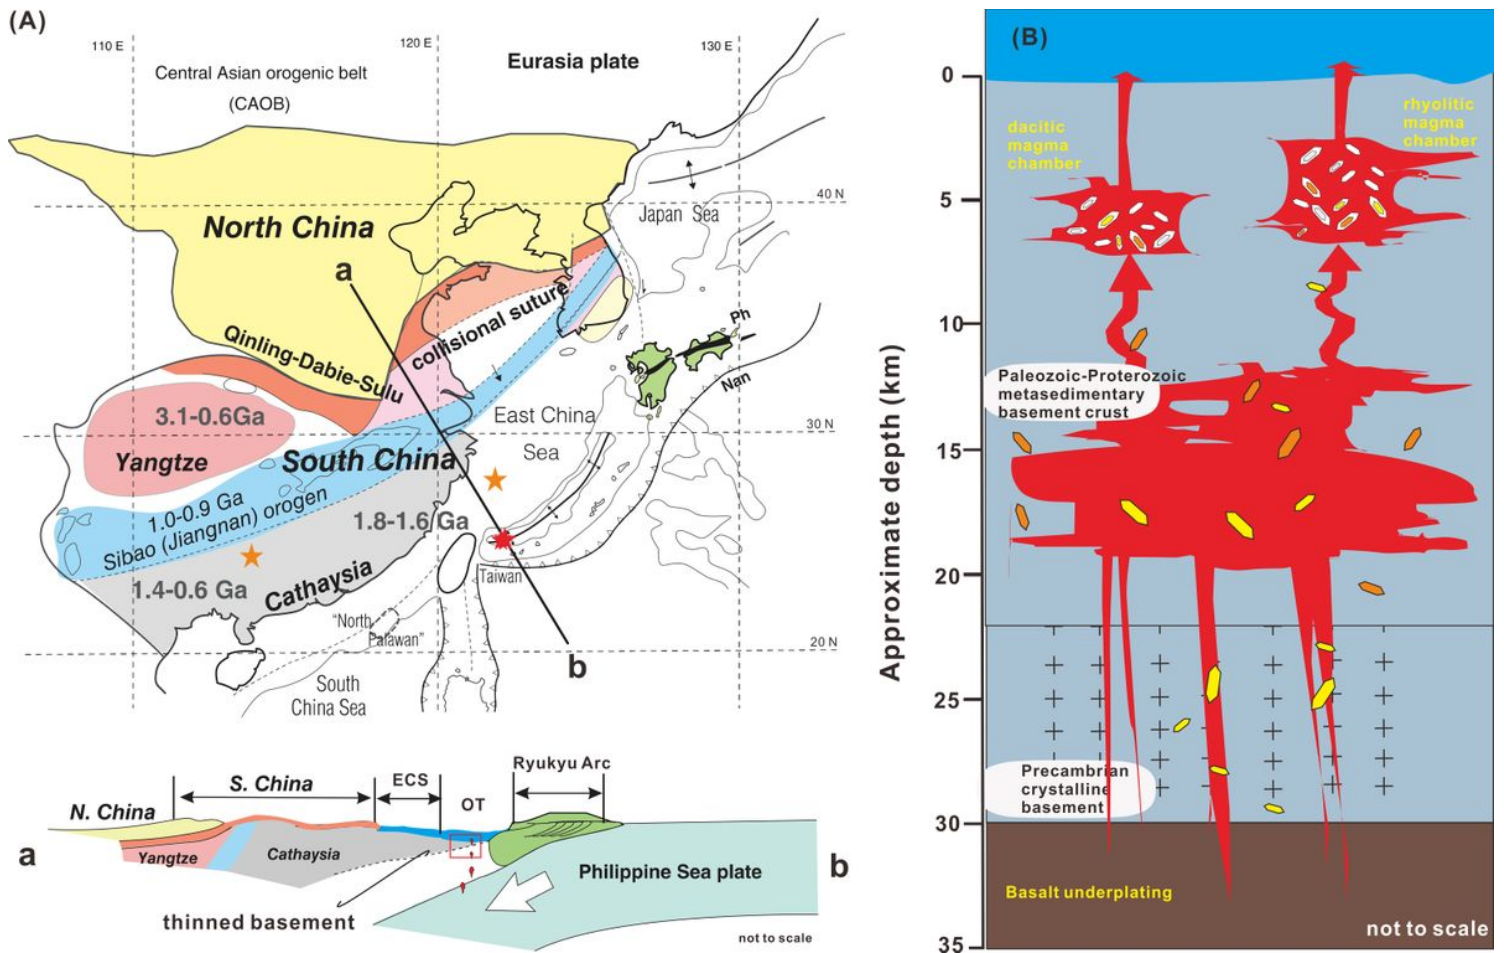 (A)
110 E
120 E
130 E
Central Asian orogenic belt
(CAOB)
Eurasia plate
40 N
Japan Sea
North China
a
Qinling-Dabie-Sulu
collisional suture
Ph
Nan
3.1-0.6Ga
Yangtze
30 N
East China
Sea
South China
1.0-0.9 Ga
Sibao (Jiangnan) orogen
1.8-1.6 Ga
1.4-0.6 Ga
Cathaysia
Taiwan
"North
Palawan"
20 N
b
South
China Sea
Ryukyu Arc
ECS
S. China
OT
N. China
a
Yangtze
Cathaysia
Philippine Sea plate
b
thinned basement
not to scale
(B)
Approximate depth (km)
0
5
10
15
20
25
30
35
dacitic
magma
chamber
rhyolitic
magma
chamber
Paleozoic-Proterozoic
metasedimentary
basement crust
Precambrian
crystalline
basement
Basalt underplating
not to scale